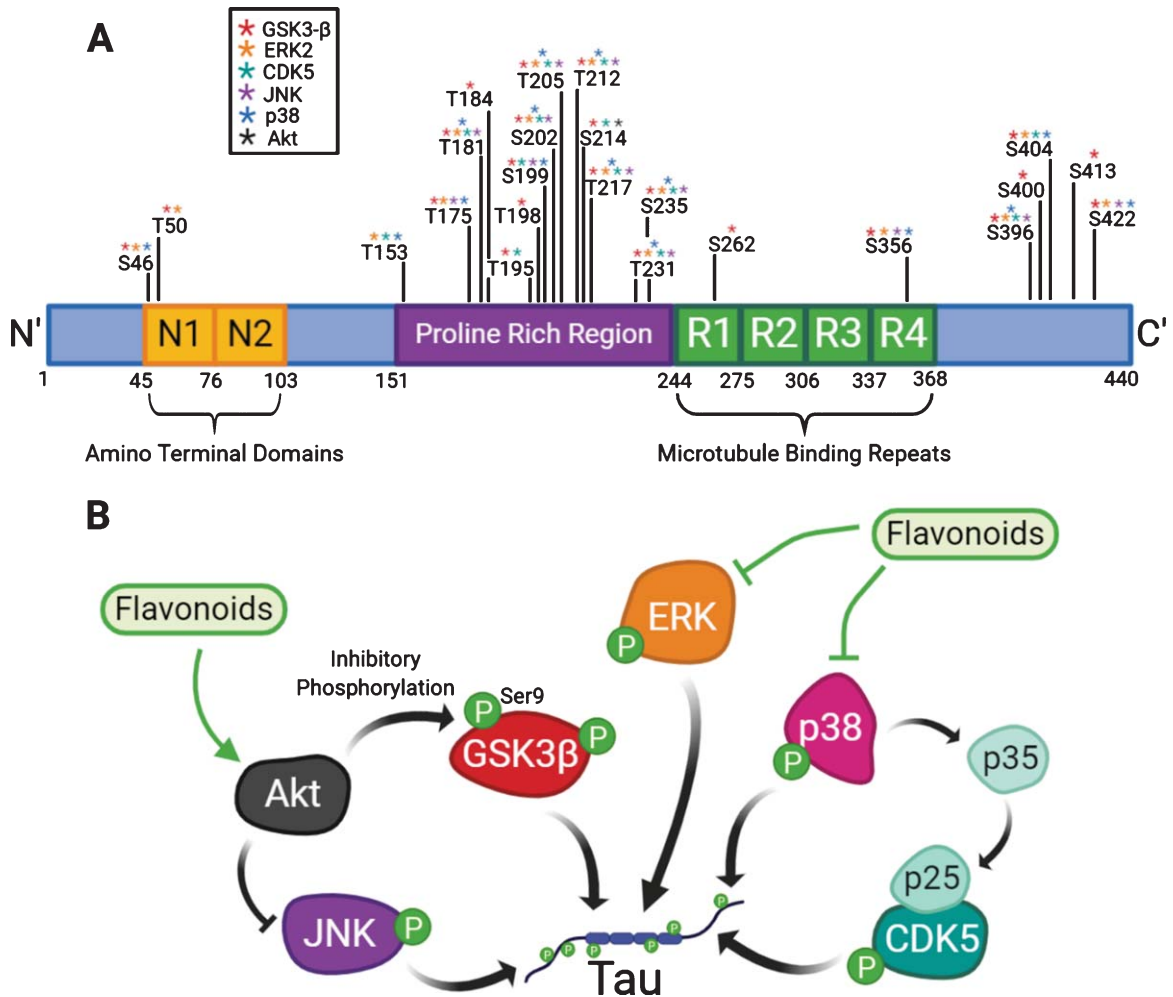 A
* GSK3-β
* ERK2
* CDK5
* JNK
* p38
* Akt
S46
T50
T153
T175
T181
T184
T195
T198
S199
S202
T205
T212
S214
T217
S235
T231
S262
S356
S396
S400
S404
S413
S422
N'
N1
N2
Proline Rich Region
R1
R2
R3
R4
C'
1
45
76
103
151
244
275
306
337
368
440
Amino Terminal Domains
Microtubule Binding Repeats
B
Flavonoids
Flavonoids
ERK
P
Inhibitory
Phosphorylation
P
Ser9
GSK3β
P
p38
P
p35
Akt
p25
CDK5
P
JNK
P
P
P
P
P
P
P
Tau